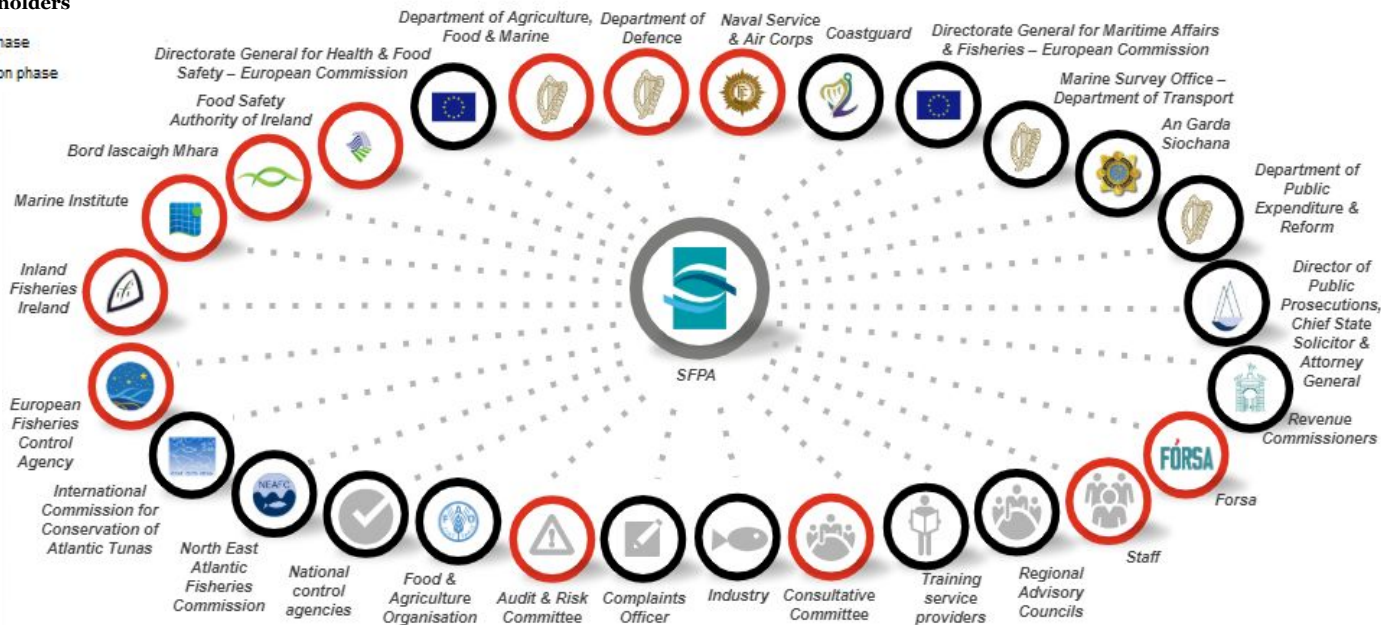 holders
Department of Agriculture,
Food & Marine
Department of
Defence
Naval Service
& Air Corps
Coastguard
Directorate General for Maritime Affairs
& Fisheries – European Commission
Directorate General for Health & Food
Safety – European Commission
Marine Survey Office –
Department of Transport
Food Safety
Authority of Ireland
An Garda
Siochana
Bord Iascaigh Mhara
Department of
Public
Expenditure &
Reform
Marine Institute
Inland
Fisheries
Ireland
Director of
Public
Prosecutions,
Chief State
Solicitor &
Attorney
General
SFPA
European
Fisheries
Control
Agency
Revenue
Commissioners
FÓRSA
Forsa
International
Commission for
Conservation of
Atlantic Tunas
NEAFC
North East
Atlantic
Fisheries
Commission
National
control
agencies
FAO
Food &
Agriculture
Organisation
Audit & Risk
Committee
Complaints
Officer
Industry
Consultative
Committee
Training
service
providers
Regional
Advisory
Councils
Staff